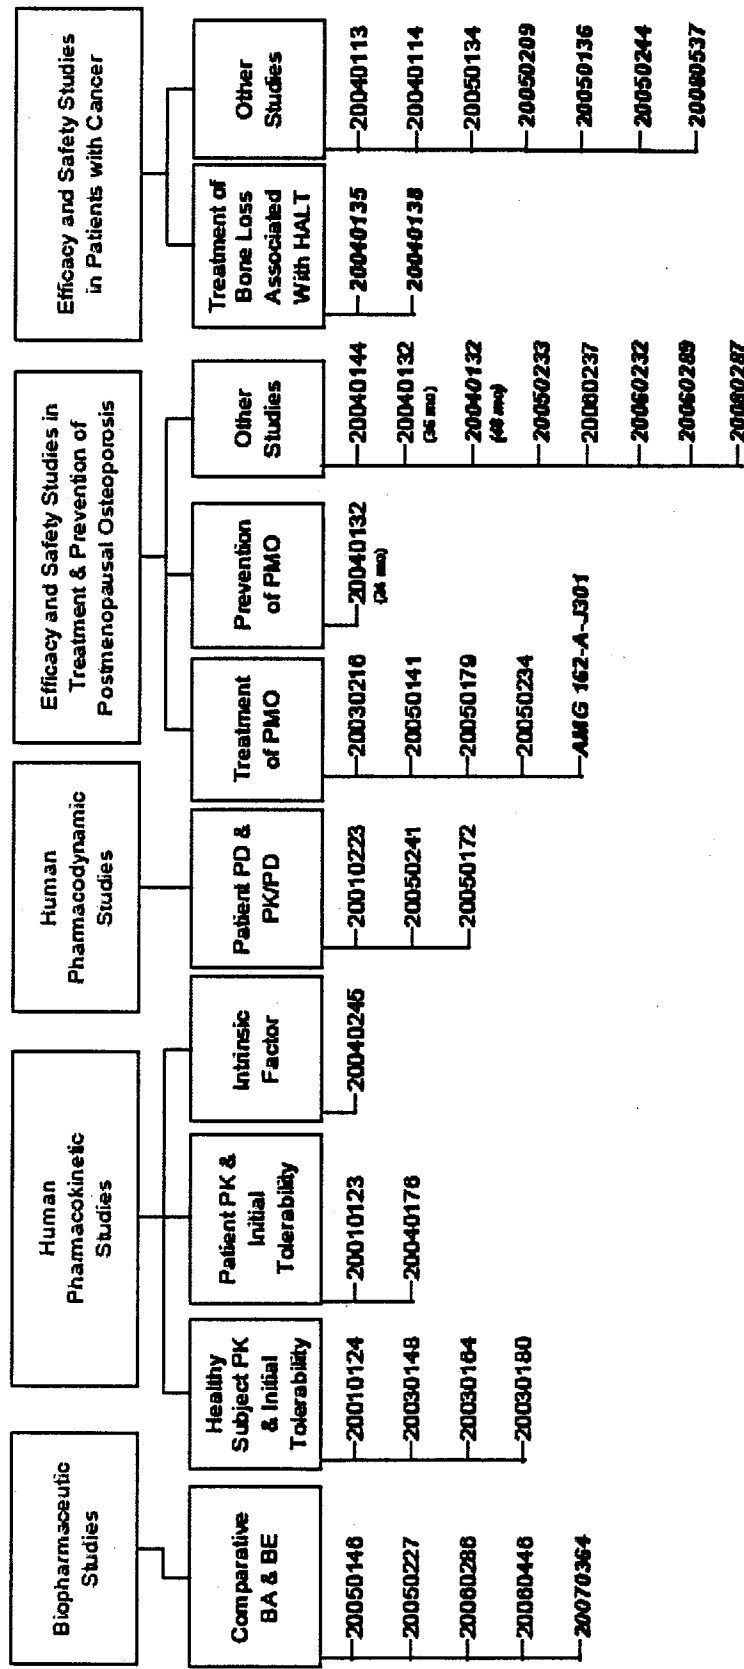 Biopharmaceutic
Studies
Comparative
BA & BE
20050146
20050227
20060286
20060446
20070364
Human
Pharmacokinetic
Studies
Healthy
Subject PK
& Initial
Tolerability
20010124
20030148
20030164
20030180
Patient PK &
Initial
Tolerability
20010123
20040176
Intrinsic
Factor
20040245
Human
Pharmacodynamic
Studies
Patient PD &
PK/PD
20010223
20050241
20050172
Efficacy and Safety Studies in
Treatment & Prevention of
Postmenopausal Osteoporosis
Treatment
of PMO
20030216
20050141
20050179
20050234
AMG 162-A-J301
Prevention
of PMO
20040132
(24 mo)
Other
Studies
20040144
20040132
(36 mo)
20040132
(48 mo)
20050233
20060237
20060232
20060289
20080287
Efficacy and Safety Studies
in Patients with Cancer
Treatment of
Bone Loss
Associated
With HALT
20040135
20040138
Other
Studies
20040113
20040114
20050134
20050209
20050136
20050244
20080537